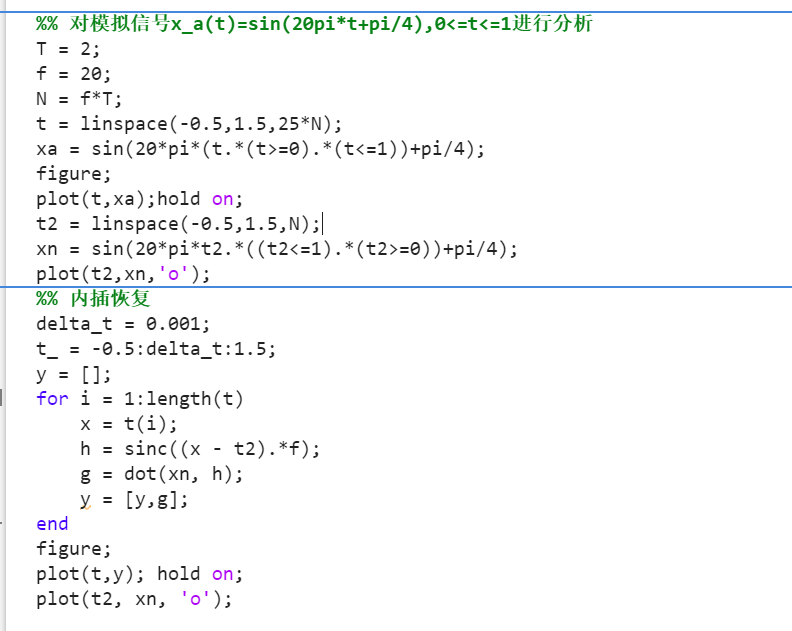 %% 对模拟信号x_a(t)=sin(20pi*t+pi/4),0<=t<=1进行分析
T = 2;
f = 20;
N = f*T;
t = linspace(-0.5,1.5,25*N);
xa = sin(20*pi*(t.*(t>=0).*(t<=1))+pi/4);
figure;
plot(t,xa);hold on;
t2 = linspace(-0.5,1.5,N);
xn = sin(20*pi*t2.*((t2<=1).*(t2>=0))+pi/4);
plot(t2,xn,'o');
%% 内插恢复
delta_t = 0.001;
t_ = -0.5:delta_t:1.5;
y = [];
for i = 1:length(t)
    x = t(i);
    h = sinc((x - t2).*f);
    g = dot(xn, h);
    y = [y,g];
end
figure;
plot(t,y); hold on;
plot(t2, xn, 'o');